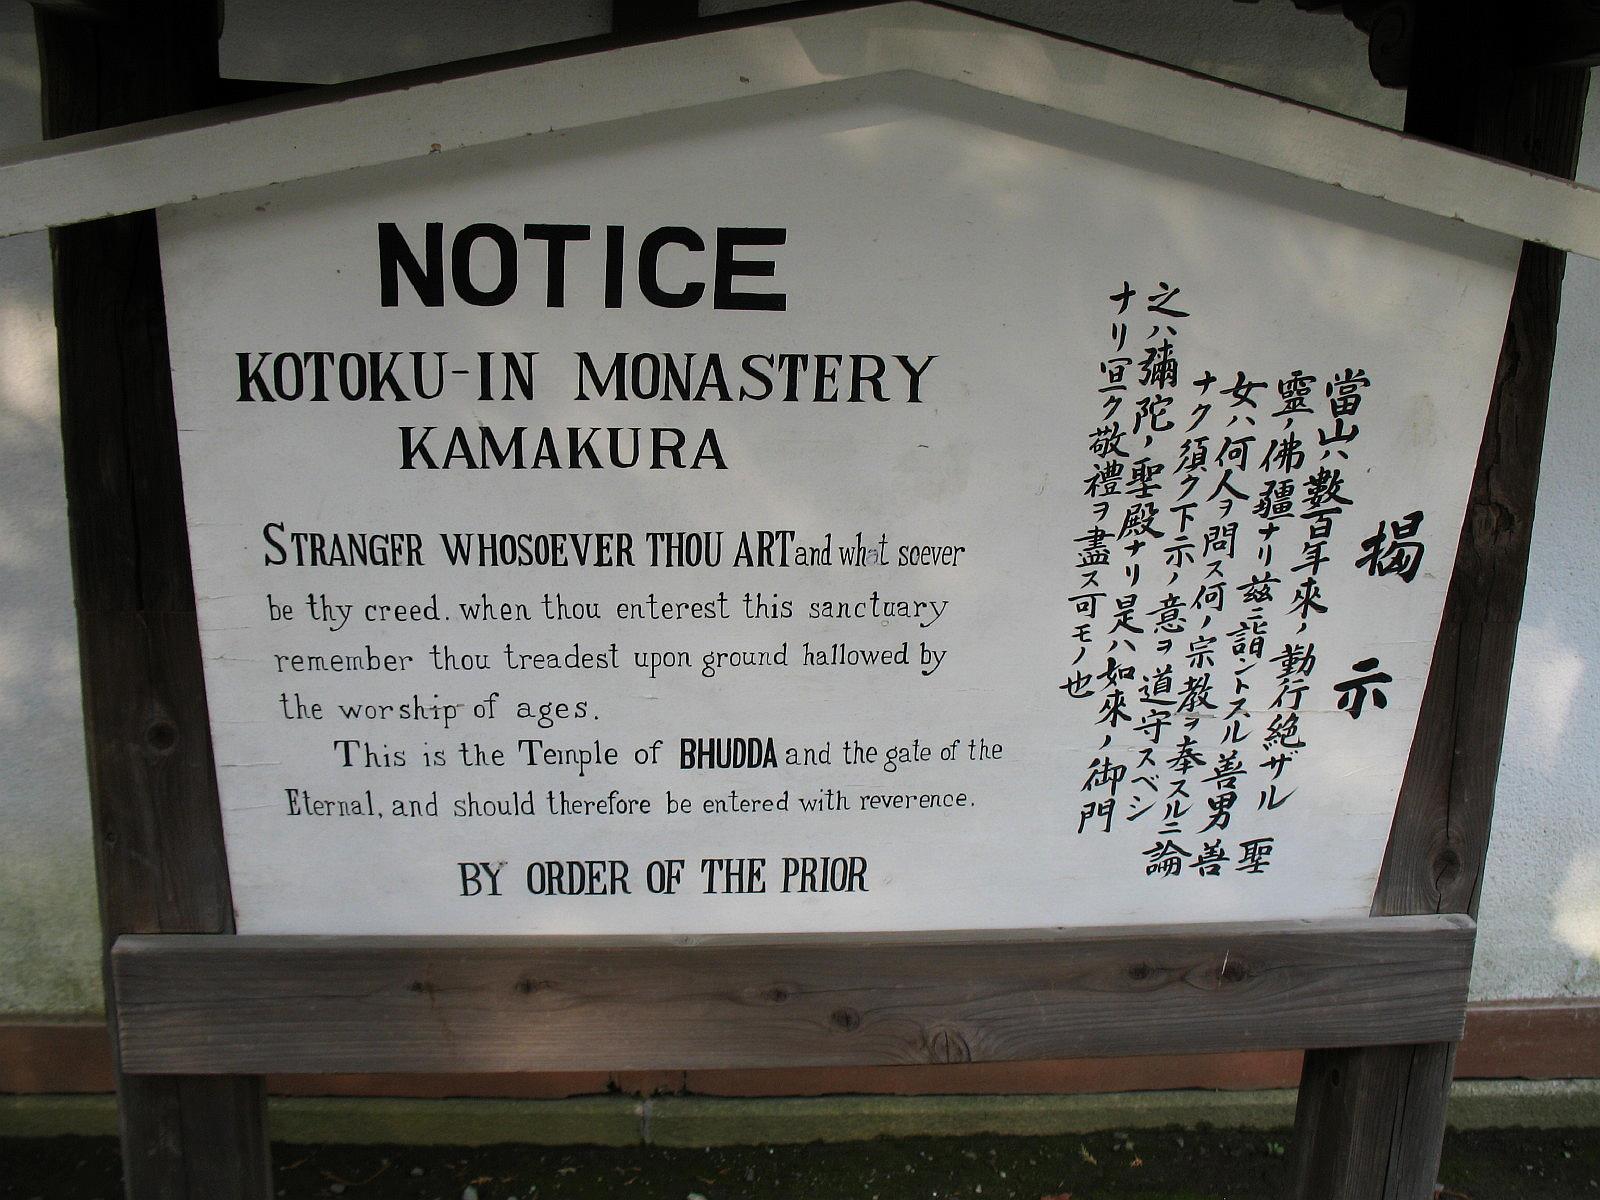 NOTICE
KOTOKU-IN MONASTERY
KAMAKURA
STRANGER WHOSOEVER THOU ART and what soever
be thy creed. when thou enterest this sanctuary
remember thou treadest upon ground hallowed by
the worship of ages.
This is the Temple of BHUDDA and the gate of the
Eternal, and should therefore be entered with reverence.
BY ORDER OF THE PRIOR
揭示
當山ハ數百年來ノ勤行絶ザル聖
靈ノ佛疆ナリ玆ニ詣ントスル善男善
女ハ何人ヲ問ス何ノ宗教ヲ奉スルニ論
ナク須ク下示ノ意ヲ道守スベシ
之ハ彌陀ノ聖殿ナリ是ハ如來ノ御門
ナリ宜ク敬禮ヲ盡ス可モノ也